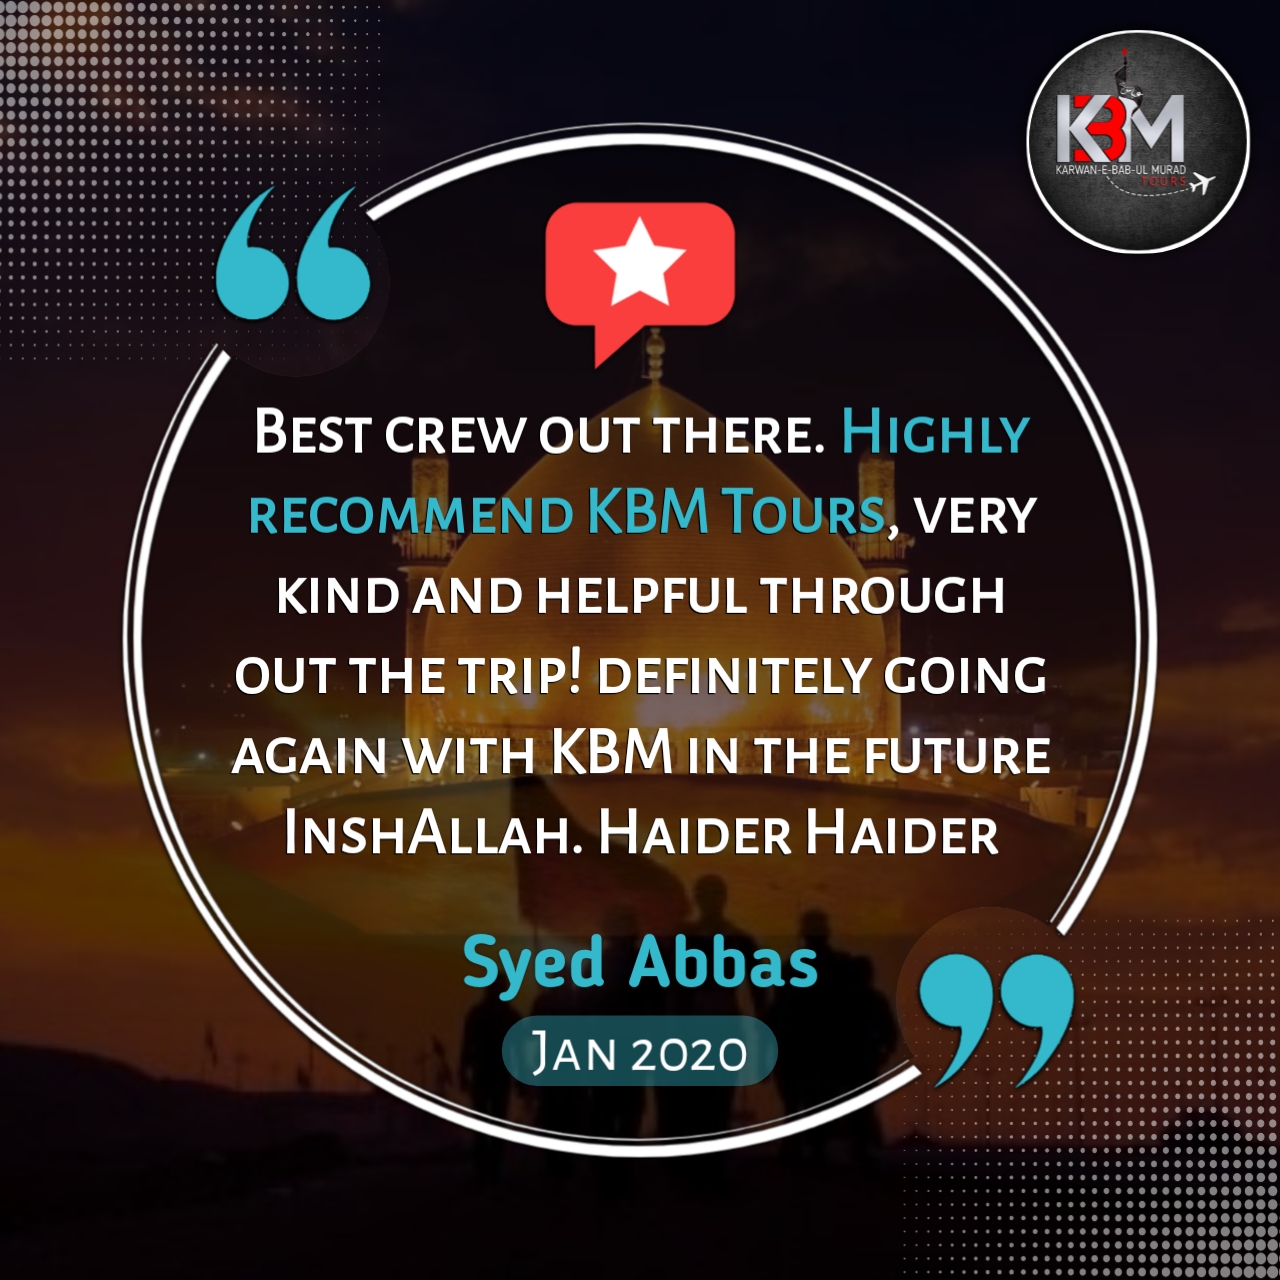 KBM
KARWAN-E-BAB-UL MURAD
TOURS
Best crew out there. Highly
recommend KBM Tours, very
kind and helpful through
out the trip! definitely going
again with KBM in the future
InshAllah. Haider Haider
Syed Abbas
Jan 2020